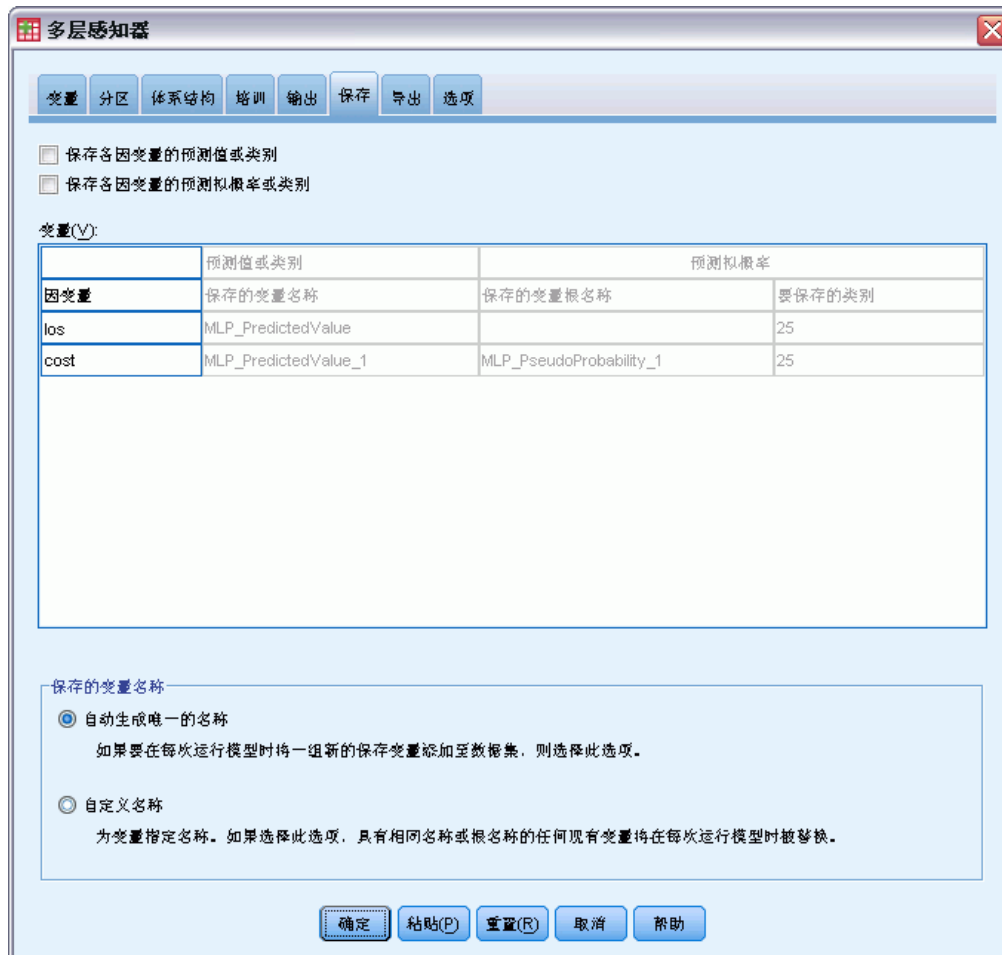 多层感知器
变量 分区 体系结构 培训 输出 保存 导出 选项
保存各因变量的预测值或类别
保存各因变量的预测拟概率或类别
变量(V):
预测值或类别 预测拟概率
因变量 保存的变量名称 保存的变量根名称 要保存的类别
los MLP_PredictedValue 25
cost MLP_PredictedValue_1 MLP_PseudoProbability_1 25
保存的变量名称
自动生成唯一的名称
如果要在每次运行模型时将一组新的保存变量添加至数据集，则选择此选项。
自定义名称
为变量指定名称。如果选择此选项，具有相同名称或根名称的任何现有变量将在每次运行模型时被替换。
确定 粘贴(P) 重置(R) 取消 帮助